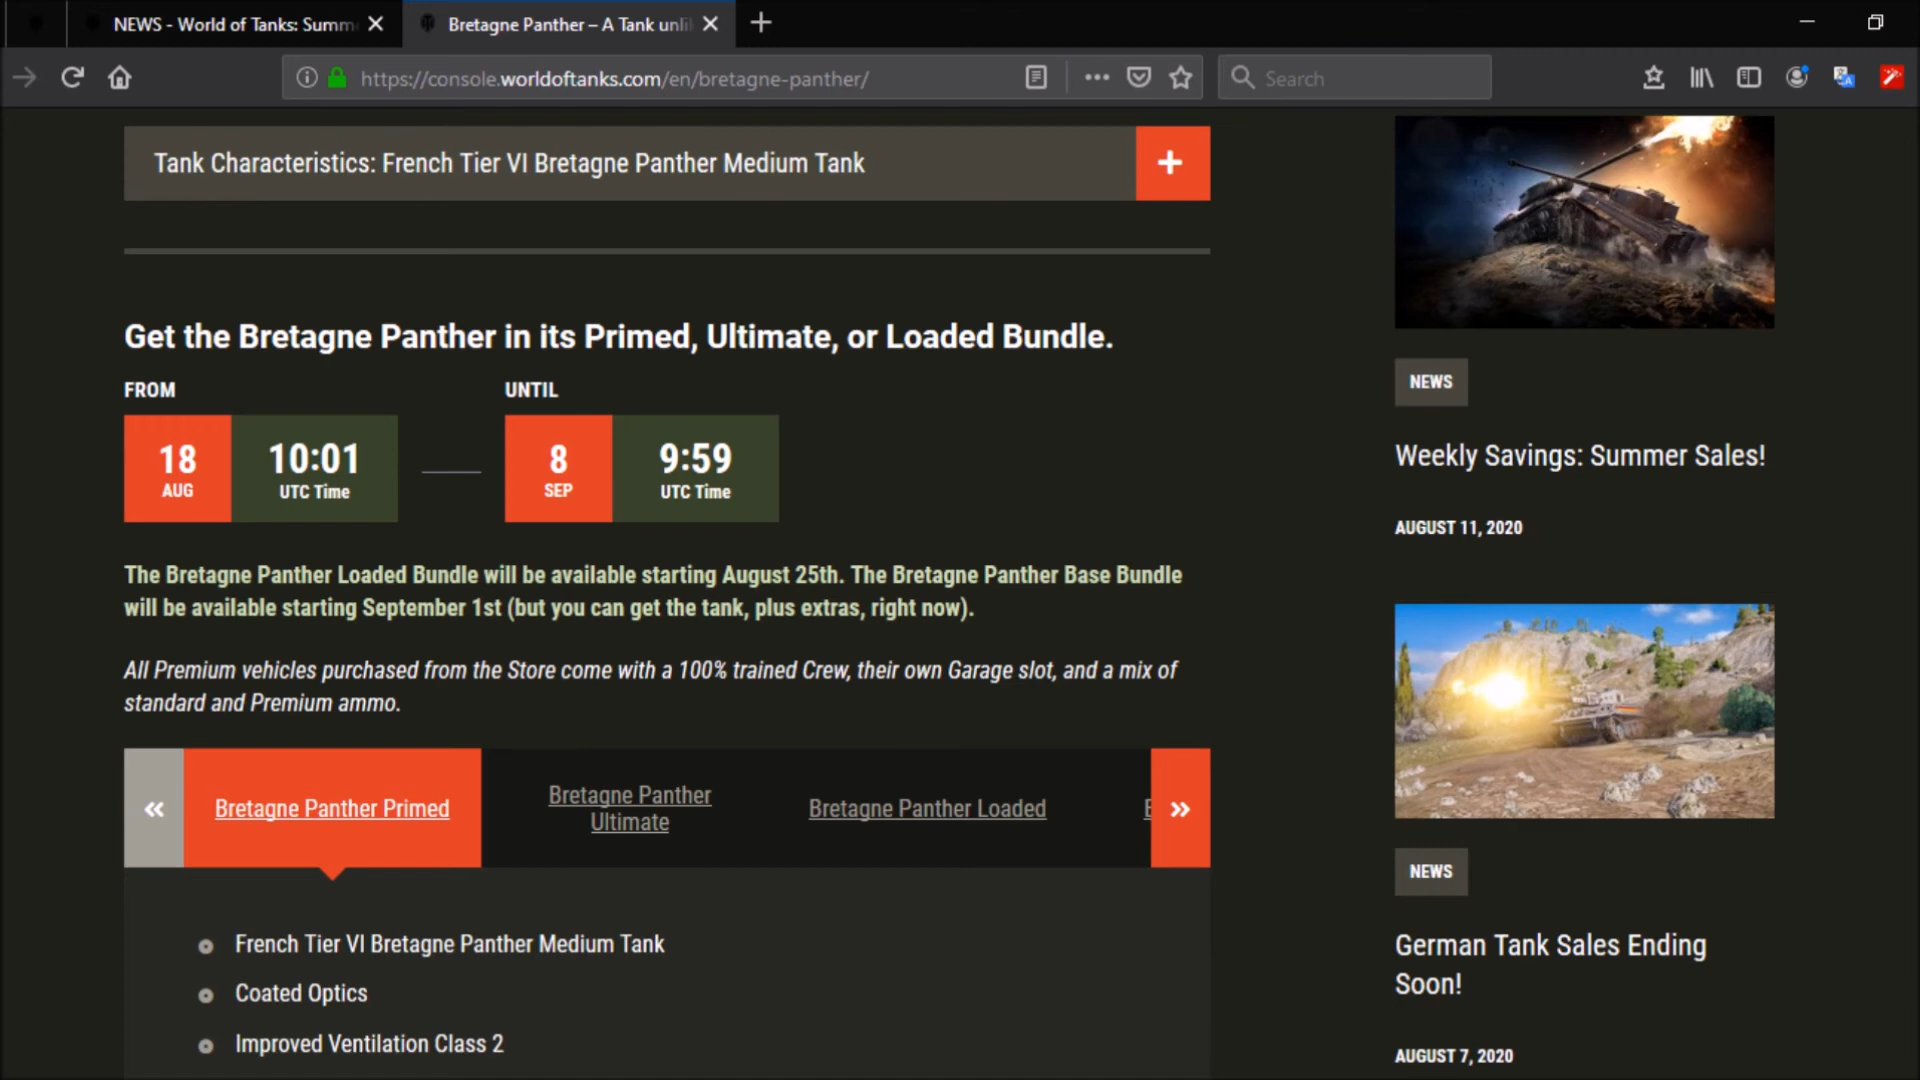 NEWS - World of Tanks: Summ
Bretagne Panther – A Tank unli
https://console.worldoftanks.com/en/bretagne-panther/
Search
Tank Characteristics: French Tier VI Bretagne Panther Medium Tank
Get the Bretagne Panther in its Primed, Ultimate, or Loaded Bundle.
FROM
UNTIL
18
AUG
10:01
UTC Time
8
SEP
9:59
UTC Time
The Bretagne Panther Loaded Bundle will be available starting August 25th. The Bretagne Panther Base Bundle
will be available starting September 1st (but you can get the tank, plus extras, right now).
All Premium vehicles purchased from the Store come with a 100% trained Crew, their own Garage slot, and a mix of
standard and Premium ammo.
Bretagne Panther Primed
Bretagne Panther
Ultimate
Bretagne Panther Loaded
French Tier VI Bretagne Panther Medium Tank
Coated Optics
Improved Ventilation Class 2
NEWS
Weekly Savings: Summer Sales!
AUGUST 11, 2020
NEWS
German Tank Sales Ending
Soon!
AUGUST 7, 2020